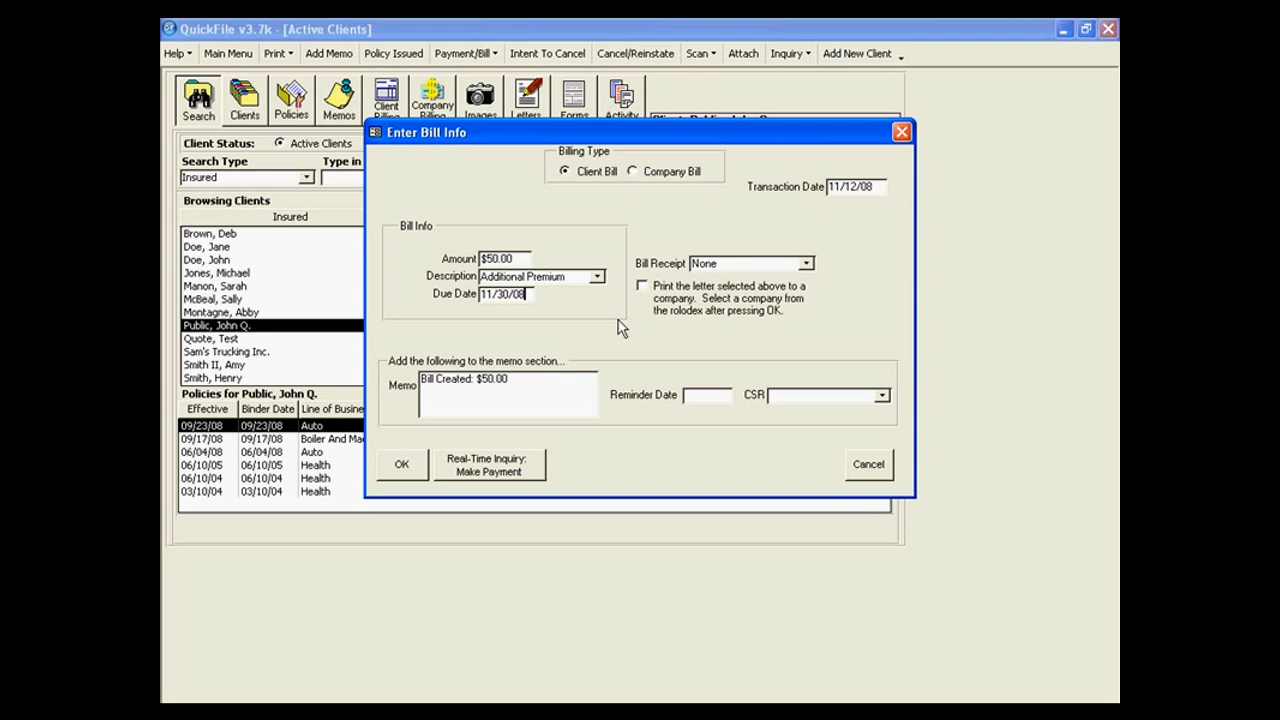 QuickFile v3.7k - [Active Clients]
Help Main Menu Print Add Memo Policy Issued Payment/Bill Intent To Cancel Cancel/Reinstate Scan Attach Inquiry Add New Client
Search Clients Policies Memos Client Billing Company Billing Images Letters Forms Activity
Client Status: Active Clients
Search Type Type in
Insured
Browsing Clients
Insured
Brown, Deb
Doe, Jane
Doe, John
Jones, Michael
Manon, Sarah
McBeal, Sally
Montagne, Abby
Public, John Q.
Quote, Test
Sam's Trucking Inc.
Smith II, Amy
Smith, Henry
Policies for Public, John Q.
Effective Binder Date Line of Busine
09/23/08 09/23/08 Auto
09/17/08 09/17/08 Boiler And Ma
06/04/08 06/04/08 Auto
06/10/05 06/10/05 Health
06/10/04 06/10/04 Health
03/10/04 03/10/04 Health
Enter Bill Info
Billing Type
Client Bill Company Bill
Transaction Date 11/12/08
Bill Info
Amount $50.00
Description Additional Premium
Due Date 11/30/08
Bill Receipt None
Print the letter selected above to a
company. Select a company from
the rolodex after pressing OK.
Add the following to the memo section...
Memo Bill Created: $50.00
Reminder Date CSR
OK
Real-Time Inquiry:
Make Payment
Cancel